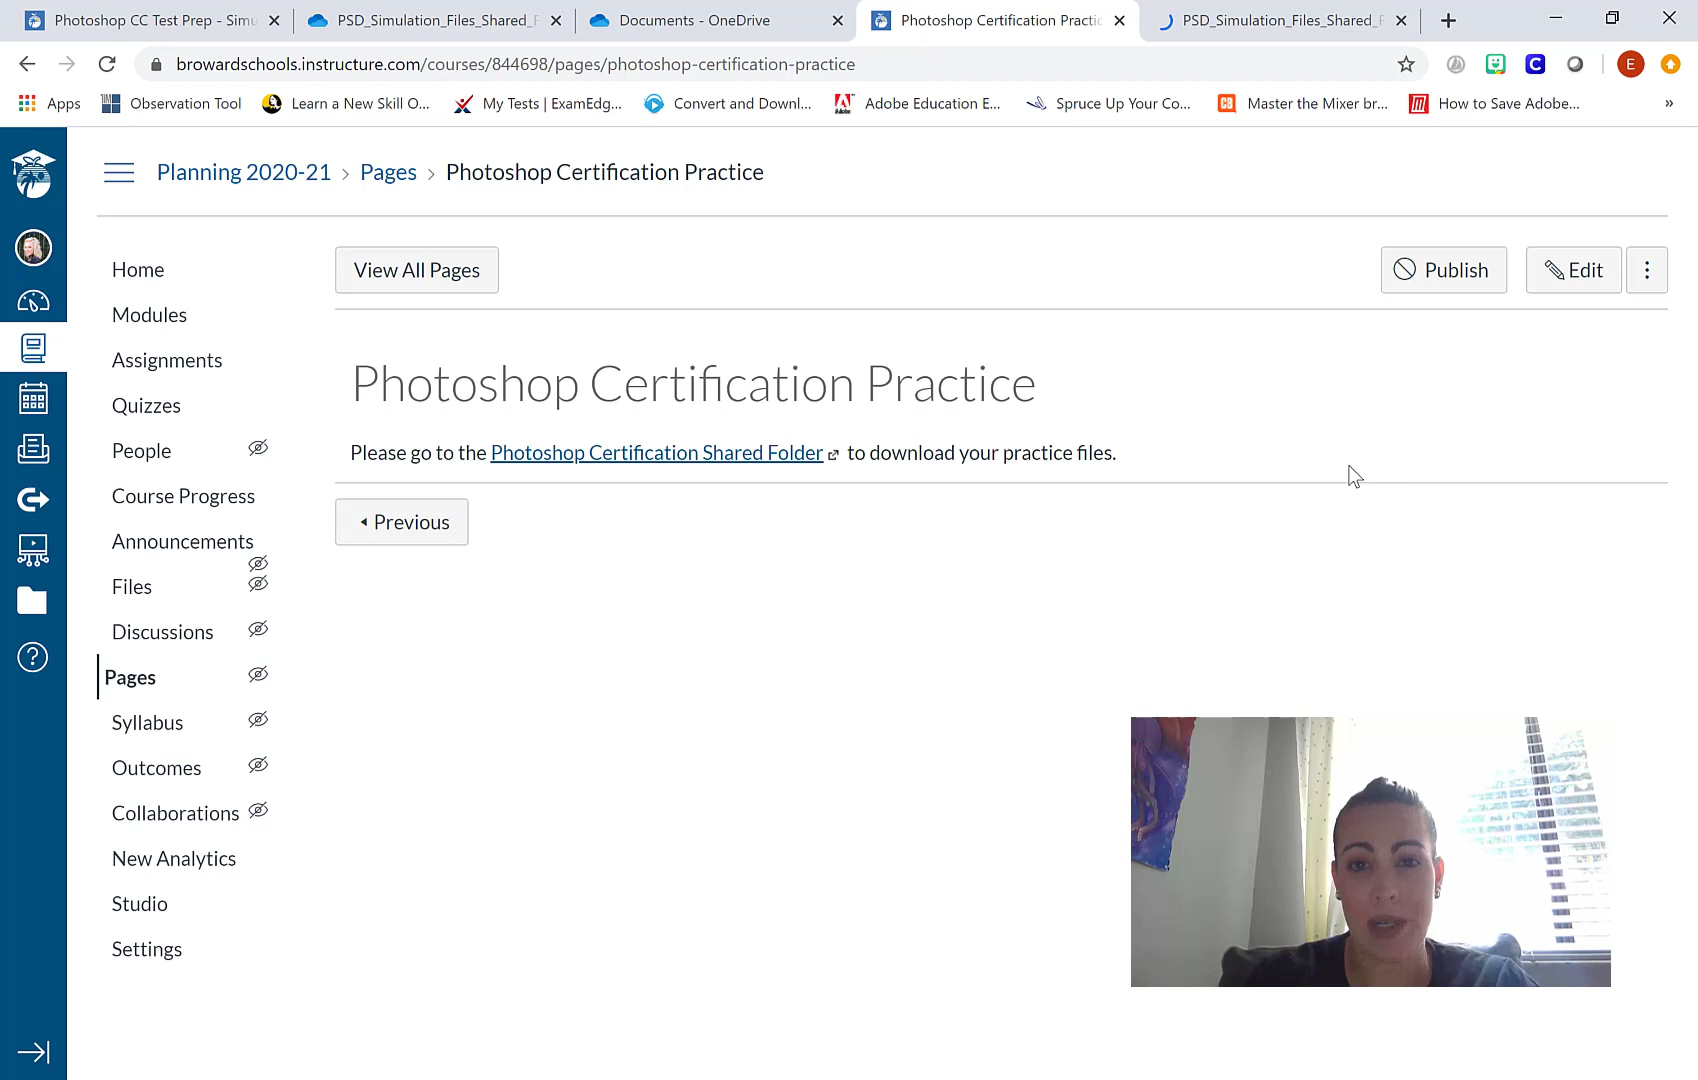 Photoshop CC Test Prep - Simu
PSD_Simulation_Files_Shared_F
Documents - OneDrive
Photoshop Certification Practic
PSD_Simulation_Files_Shared_F
browardschools.instructure.com/courses/844698/pages/photoshop-certification-practice
E
Apps
Observation Tool
Learn a New Skill O...
My Tests | ExamEdg...
Convert and Downl...
Adobe Education E...
Spruce Up Your Co...
CB
Master the Mixer br...
How to Save Adobe...
»
Planning 2020-21 › Pages › Photoshop Certification Practice
Home
Modules
Assignments
Quizzes
People
Course Progress
Announcements
Files
Discussions
Pages
Syllabus
Outcomes
Collaborations
New Analytics
Studio
Settings
View All Pages
Publish
Edit
Photoshop Certification Practice
Please go to the Photoshop Certification Shared Folder to download your practice files.
Previous